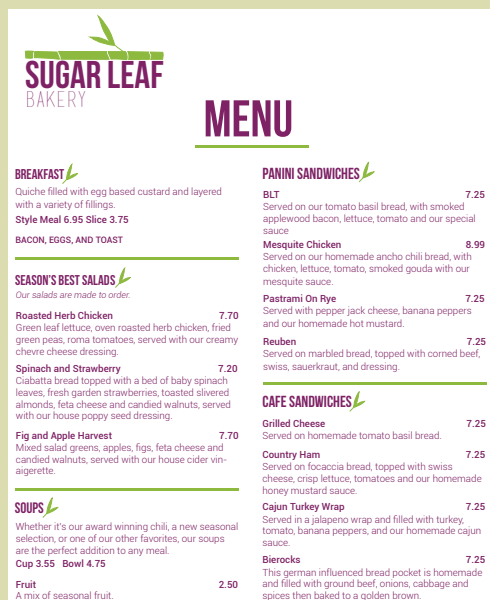 SUGAR LEAF
BAKERY
MENU
BREAKFAST
Quiche filled with egg based custard and layered
with a variety of fillings.
Style Meal 6.95 Slice 3.75
BACON, EGGS, AND TOAST
SEASON'S BEST SALADS
Our salads are made to order.
Roasted Herb Chicken 7.70
Green leaf lettuce, oven roasted herb chicken, fried
green peas, roma tomatoes, served with our creamy
chevre cheese dressing.
Spinach and Strawberry 7.20
Ciabatta bread topped with a bed of baby spinach
leaves, fresh garden strawberries, toasted slivered
almonds, feta cheese and candied walnuts, served
with our house poppy seed dressing.
Fig and Apple Harvest 7.70
Mixed salad greens, apples, figs, feta cheese and
candied walnuts, served with our house cider vin-
aigerette.
SOUPS
Whether it's our award winning chili, a new seasonal
selection, or one of our other favorites, our soups
are the perfect addition to any meal.
Cup 3.55 Bowl 4.75
Fruit 2.50
A mix of seasonal fruit.
PANINI SANDWICHES
BLT 7.25
Served on our tomato basil bread, with smoked
applewood bacon, lettuce, tomato and our special
sauce
Mesquite Chicken 8.99
Served on our homemade ancho chili bread, with
chicken, lettuce, tomato, smoked gouda with our
mesquite sauce.
Pastrami On Rye 7.25
Served with pepper jack cheese, banana peppers
and our homemade hot mustard.
Reuben 7.25
Served on marbled bread, topped with corned beef,
swiss, sauerkraut, and dressing.
CAFE SANDWICHES
Grilled Cheese 7.25
Served on homemade tomato basil bread.
Country Ham 7.25
Served on focaccia bread, topped with swiss
cheese, crisp lettuce, tomatoes and our homemade
honey mustard sauce.
Cajun Turkey Wrap 7.25
Served in a jalapeno wrap and filled with turkey,
tomato, banana peppers, and our homemade cajun
sauce.
Bierocks 7.25
This german influenced bread pocket is homemade
and filled with ground beef, onions, cabbage and
spices then baked to a golden brown.